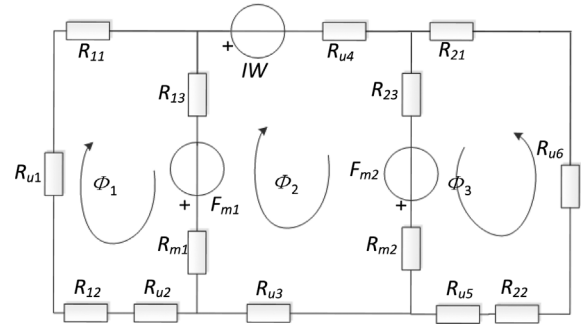 +
R11
IW
Ru4
R21
R13
R23
Ru1
Φ1
+
Fm1
Φ2
Fm2
+
Φ3
Ru6
Rm1
Rm2
R12
Ru2
Ru3
Ru5
R22